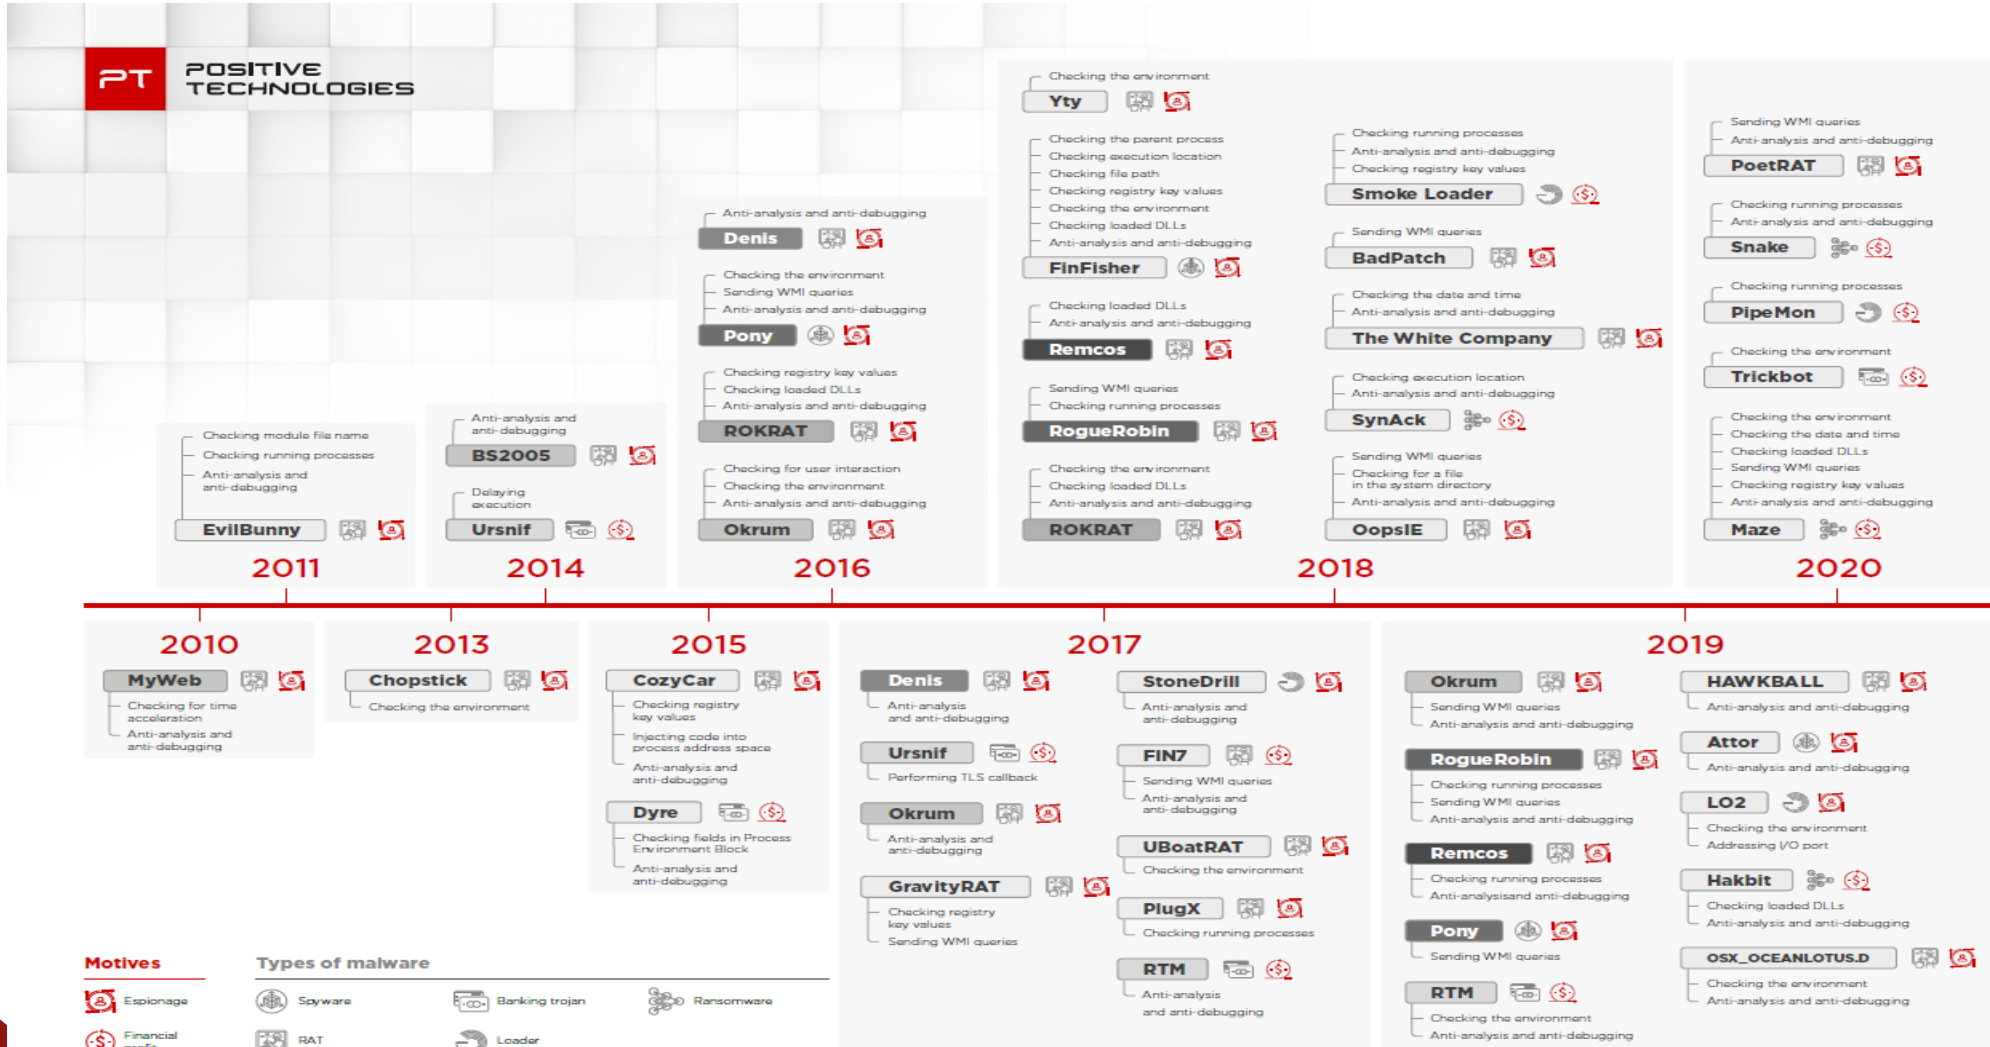 PT POSITIVE
TECHNOLOGIES
Checking module file name
Checking running processes
Anti-analysis and
anti-debugging
EvilBunny
2011
Anti-analysis and
anti-debugging
BS2005
Delaying
execution
Ursnif
2014
Anti-analysis and anti-debugging
Denis
Checking the environment
Sending WMI queries
Anti-analysis and anti-debugging
Pony
Checking registry key values
Checking loaded DLLs
Anti-analysis and anti-debugging
ROKRAT
Checking for user interaction
Checking the environment
Anti-analysis and anti-debugging
Okrum
2016
Checking the environment
Yty
Checking the parent process
Checking execution location
Checking file path
Checking registry key values
Checking the environment
Checking loaded DLLs
Anti-analysis and anti-debugging
FinFisher
Checking loaded DLLs
Anti-analysis and anti-debugging
Remcos
Sending WMI queries
Checking running processes
RogueRobin
Checking the environment
Checking loaded DLLs
Anti-analysis and anti-debugging
ROKRAT
Checking running processes
Anti-analysis and anti-debugging
Checking registry key values
Smoke Loader
Sending WMI queries
BadPatch
Checking the date and time
Anti-analysis and anti-debugging
The White Company
Checking execution location
Anti-analysis and anti-debugging
SynAck
Sending WMI queries
Checking for a file
in the system directory
Anti-analysis and anti-debugging
OopsIE
2018
Sending WMI queries
Anti-analysis and anti-debugging
PoetRAT
Checking running processes
Anti-analysis and anti-debugging
Snake
Checking running processes
PipeMon
Checking the environment
Trickbot
Checking the environment
Checking the date and time
Checking loaded DLLs
Sending WMI queries
Checking registry key values
Anti-analysis and anti-debugging
Maze
2020
2010
MyWeb
Checking for time
acceleration
Anti-analysis and
anti-debugging
2013
Chopstick
Checking the environment
2015
CozyCar
Checking registry
key values
Injecting code into
process address space
Anti-analysis and
anti-debugging
Dyre
Checking fields in Process
Environment Block
Anti-analysis and
anti-debugging
2017
Denis
Anti-analysis
and anti-debugging
Ursnif
Performing TLS callback
Okrum
Anti-analysis and
anti-debugging
GravityRAT
Checking registry
key values
Sending WMI queries
StoneDrill
Anti-analysis and
anti-debugging
FIN7
Sending WMI queries
Anti-analysis and
anti-debugging
UBoatRAT
Checking the environment
PlugX
Checking running processes
RTM
Anti-analysis
and anti-debugging
2019
Okrum
Sending WMI queries
Anti-analysis and anti-debugging
RogueRobin
Checking running processes
Sending WMI queries
Anti-analysis and anti-debugging
Remcos
Checking running processes
Anti-analysisand anti-debugging
Pony
Sending WMI queries
RTM
Checking the environment
Anti-analysis and anti-debugging
HAWKBALL
Anti-analysis and anti-debugging
Attor
Anti-analysis and anti-debugging
LO2
Checking the environment
Addressing I/O port
Hakbit
Checking loaded DLLs
Anti-analysis and anti-debugging
OSX_OCEANLOTUS.D
Checking the environment
Anti-analysis and anti-debugging
Motives
Espionage
Financial
Types of malware
Spyware
Banking trojan
Ransomware
RAT
Loader